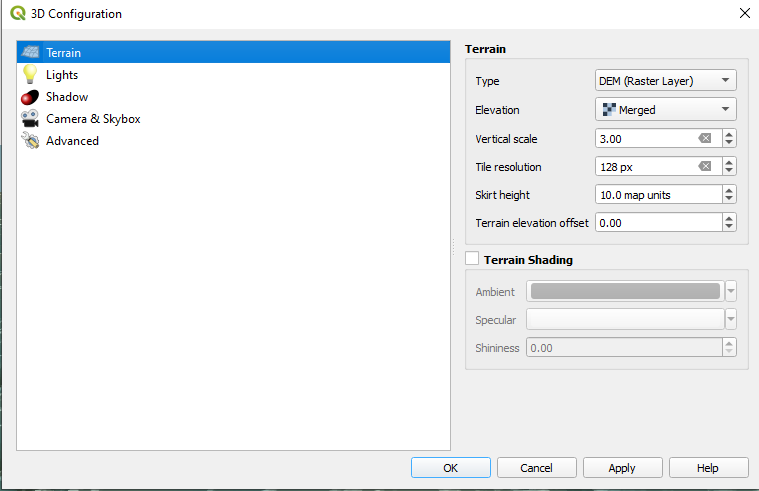 3D Configuration
Terrain
Lights
Shadow
Camera & Skybox
Advanced
Terrain
Type DEM (Raster Layer)
Elevation Merged
Vertical scale 3.00
Tile resolution 128 px
Skirt height 10.0 map units
Terrain elevation offset 0.00
Terrain Shading
Ambient
Specular
Shininess 0.00
OK Cancel Apply Help